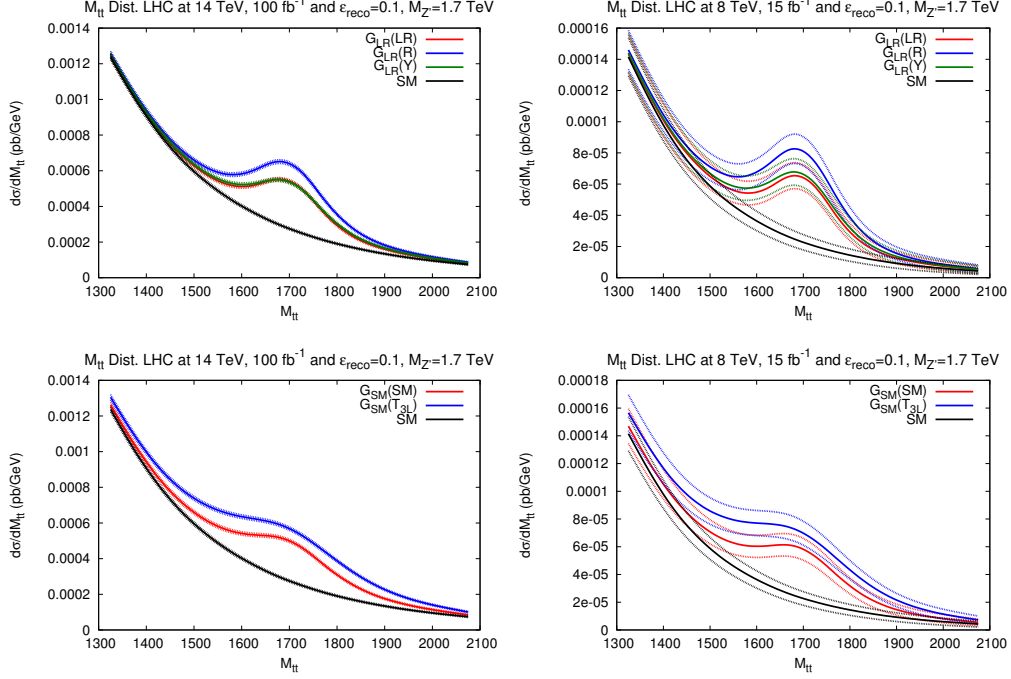 M_tt Dist. LHC at 14 TeV, 100 fb^-1 and ε_reco=0.1, M_Z'=1.7 TeV
G_LR(LR)
G_LR(R)
G_LR(Y)
SM
dσ/dM_tt (pb/GeV)
0.0014
0.0012
0.001
0.0008
0.0006
0.0004
0.0002
0
1300 1400 1500 1600 1700 1800 1900 2000 2100
M_tt
M_tt Dist. LHC at 8 TeV, 15 fb^-1 and ε_reco=0.1, M_Z'=1.7 TeV
G_LR(LR)
G_LR(R)
G_LR(Y)
SM
dσ/dM_tt (pb/GeV)
0.00016
0.00014
0.00012
0.0001
8e-05
6e-05
4e-05
2e-05
0
1300 1400 1500 1600 1700 1800 1900 2000 2100
M_tt
M_tt Dist. LHC at 14 TeV, 100 fb^-1 and ε_reco=0.1, M_Z'=1.7 TeV
G_SM(SM)
G_SM(T_3L)
SM
dσ/dM_tt (pb/GeV)
0.0014
0.0012
0.001
0.0008
0.0006
0.0004
0.0002
0
1300 1400 1500 1600 1700 1800 1900 2000 2100
M_tt
M_tt Dist. LHC at 8 TeV, 15 fb^-1 and ε_reco=0.1, M_Z'=1.7 TeV
G_SM(SM)
G_SM(T_3L)
SM
dσ/dM_tt (pb/GeV)
0.00018
0.00016
0.00014
0.00012
0.0001
8e-05
6e-05
4e-05
2e-05
0
1300 1400 1500 1600 1700 1800 1900 2000 2100
M_tt